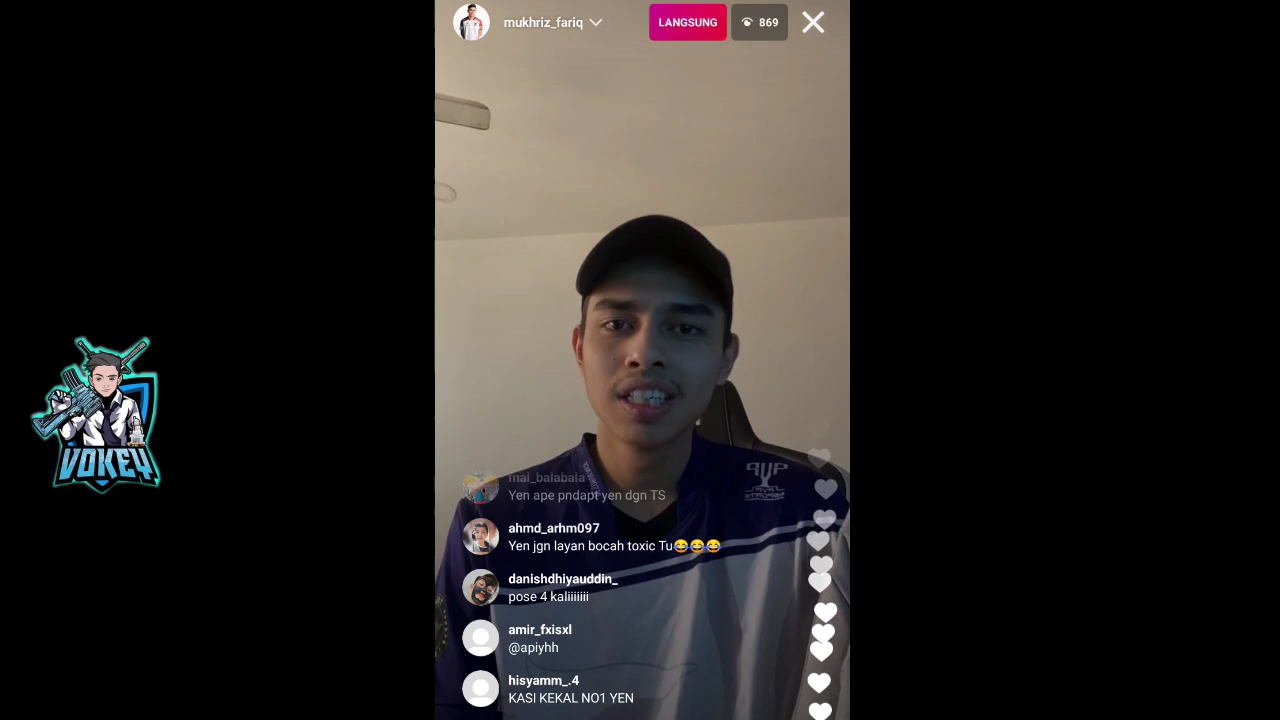 mukhriz_fariq
LANGSUNG
869
VOKEY
mai_balabala
Yen ape pndapt yen dgn TS
ahmd_arhm097
Yen jgn layan bocah toxic Tu😂😂😂
danishdhiyauddin_
pose 4 kaliiiiiii
amir_fxisxl
@apiyhh
hisyamm_.4
KASI KEKAL NO1 YEN